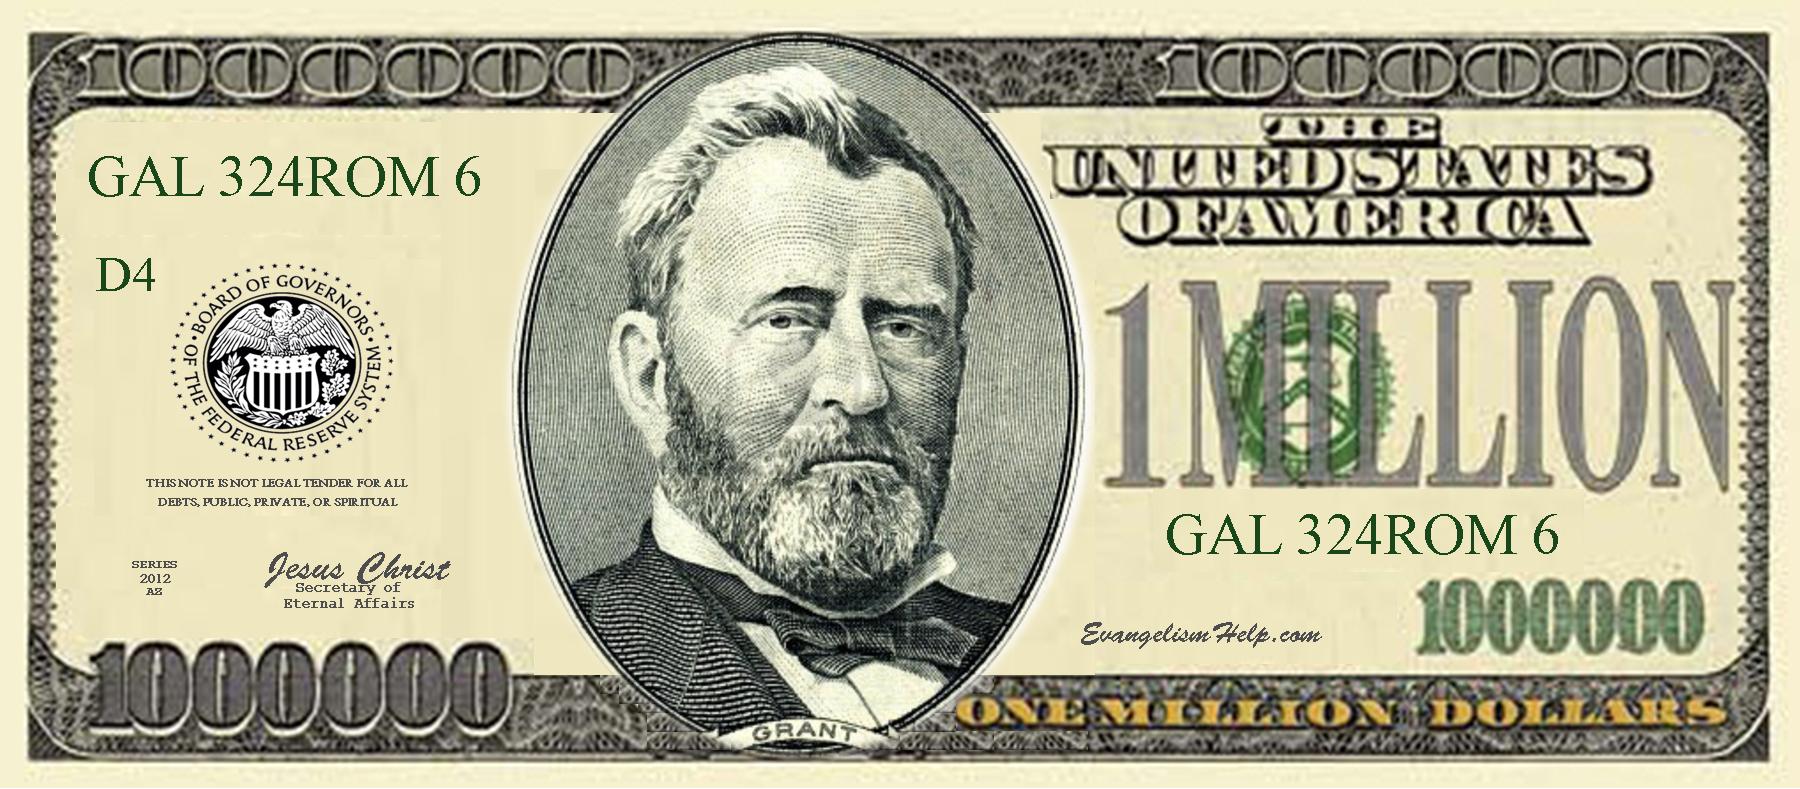 1000000
1000000
THE
UNITED STATES
OF AMERICA
GAL 324ROM 6
D4
BOARD OF GOVERNORS
OF THE FEDERAL RESERVE SYSTEM
1 MILLION
THIS NOTE IS NOT LEGAL TENDER FOR ALL
DEBTS, PUBLIC, PRIVATE, OR SPIRITUAL
GAL 324ROM 6
SERIES
2012
AZ
Jesus Christ
Secretary of
Eternal Affairs
EvangelismHelp.com
1000000
1000000
GRANT
ONE MILLION DOLLARS